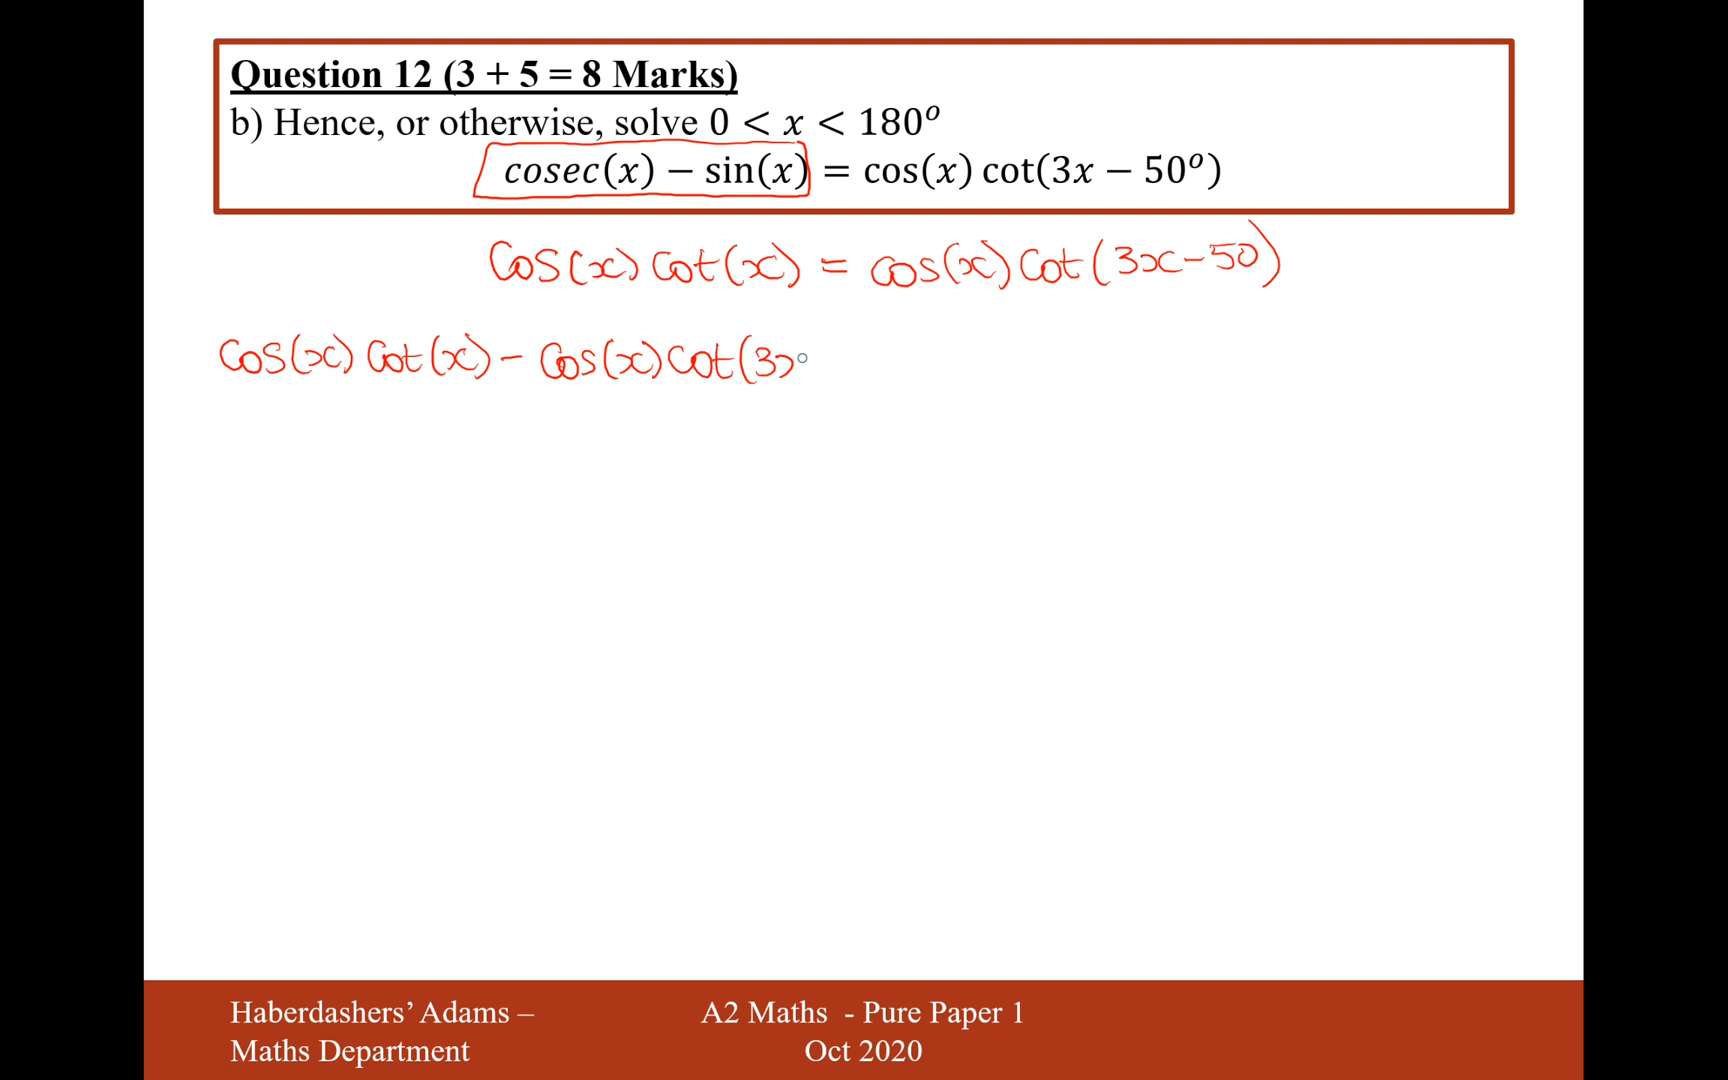 Question 12 (3 + 5 = 8 Marks)
b) Hence, or otherwise, solve 0 < x < 180°
cosec(x) − sin(x) = cos(x) cot(3x − 50°)
Cos(x) Cot(x) = cos(x) Cot(3x-50)
Cos(x) Cot(x) - Cos(x) Cot(3x
Haberdashers’ Adams –
Maths Department
A2 Maths - Pure Paper 1
Oct 2020